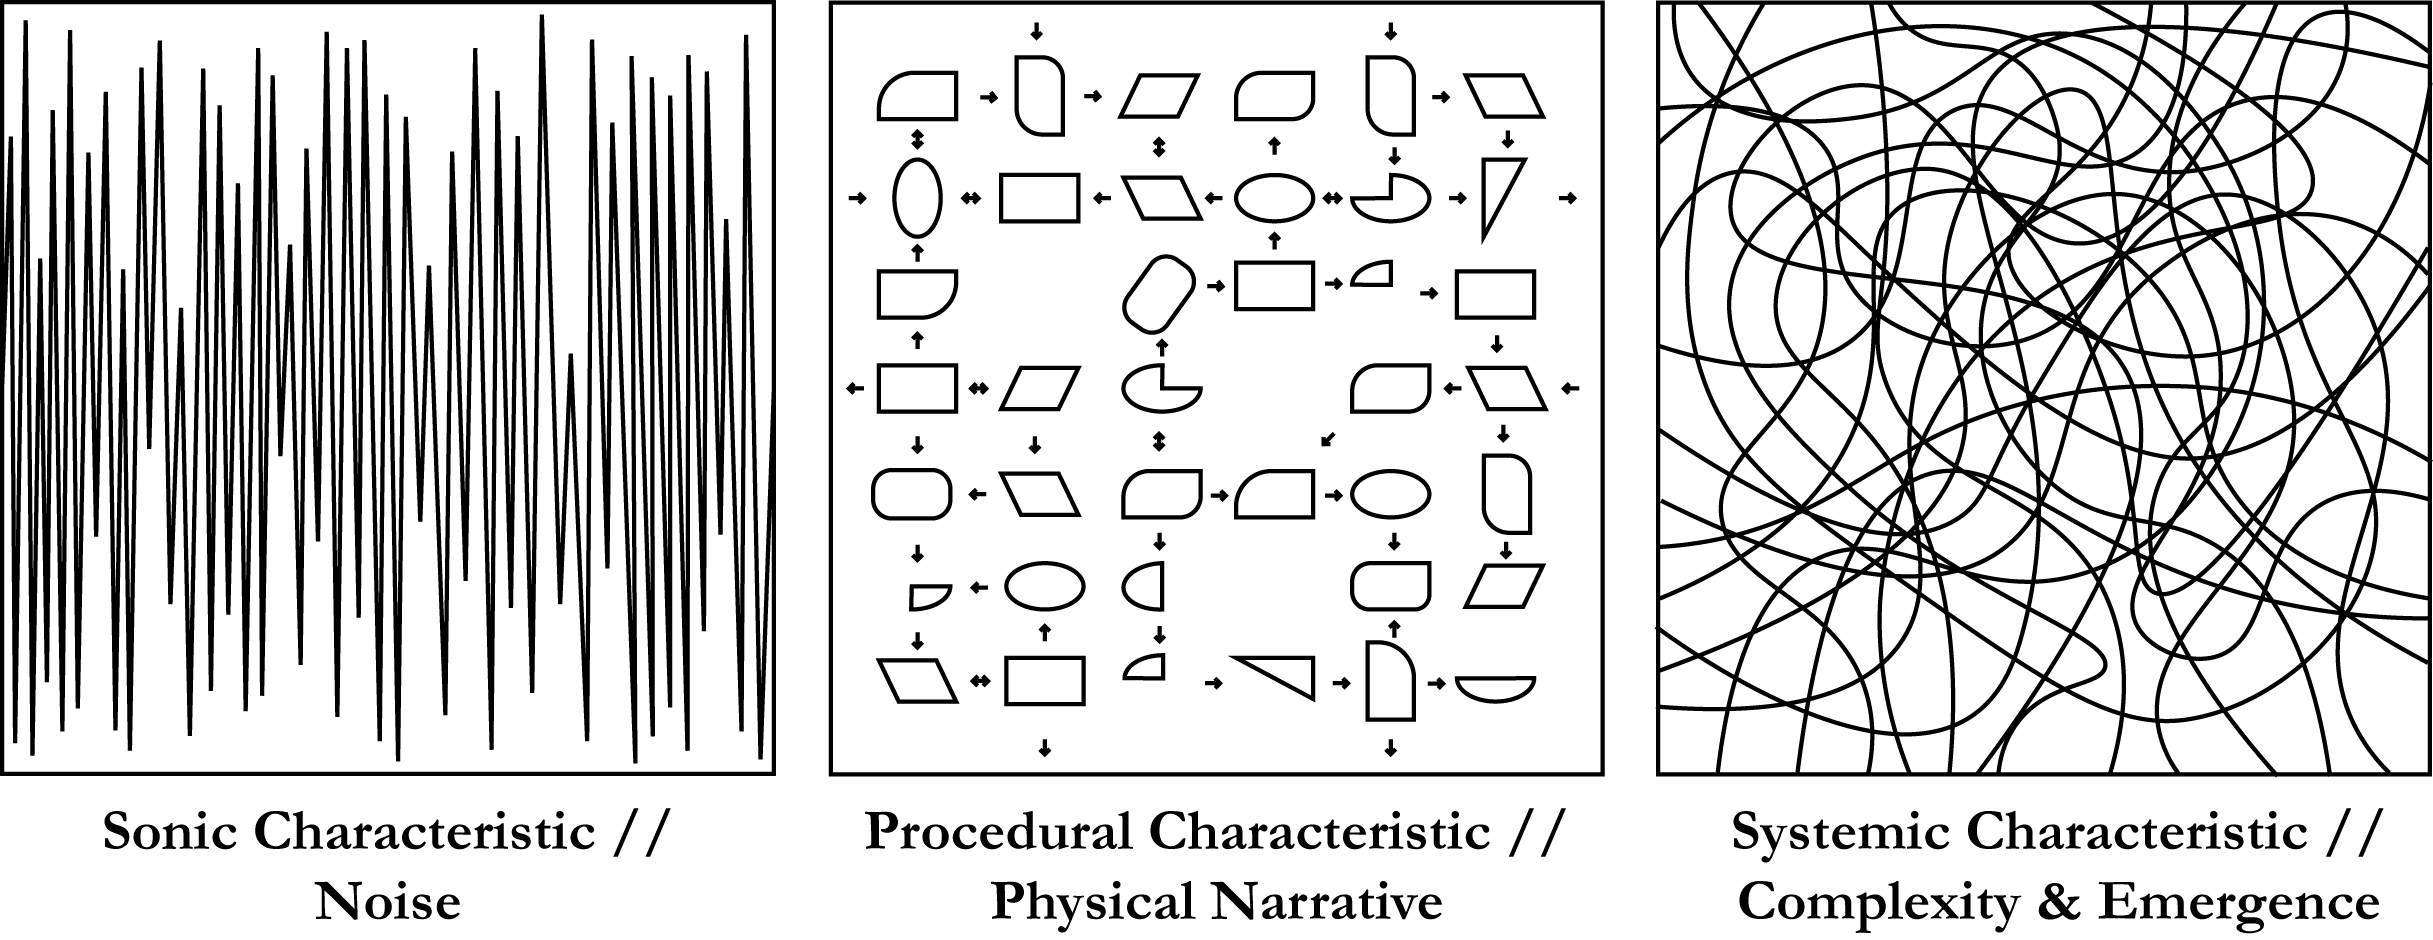 Sonic Characteristic //
Noise
Procedural Characteristic //
Physical Narrative
Systemic Characteristic //
Complexity & Emergence